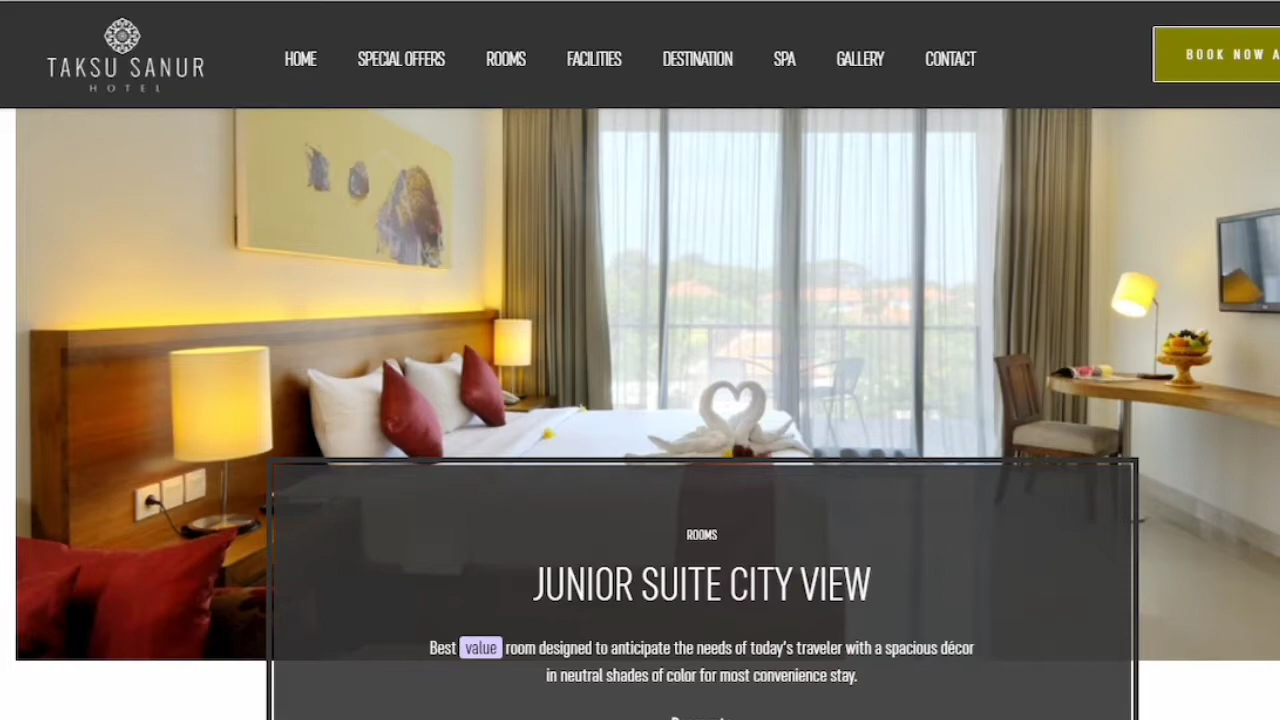 TAKSU SANUR
HOTEL
HOME SPECIAL OFFERS ROOMS FACILITIES DESTINATION SPA GALLERY CONTACT
BOOK NOW A
ROOMS
JUNIOR SUITE CITY VIEW
Best value room designed to anticipate the needs of today's traveler with a spacious décor
in neutral shades of color for most convenience stay.